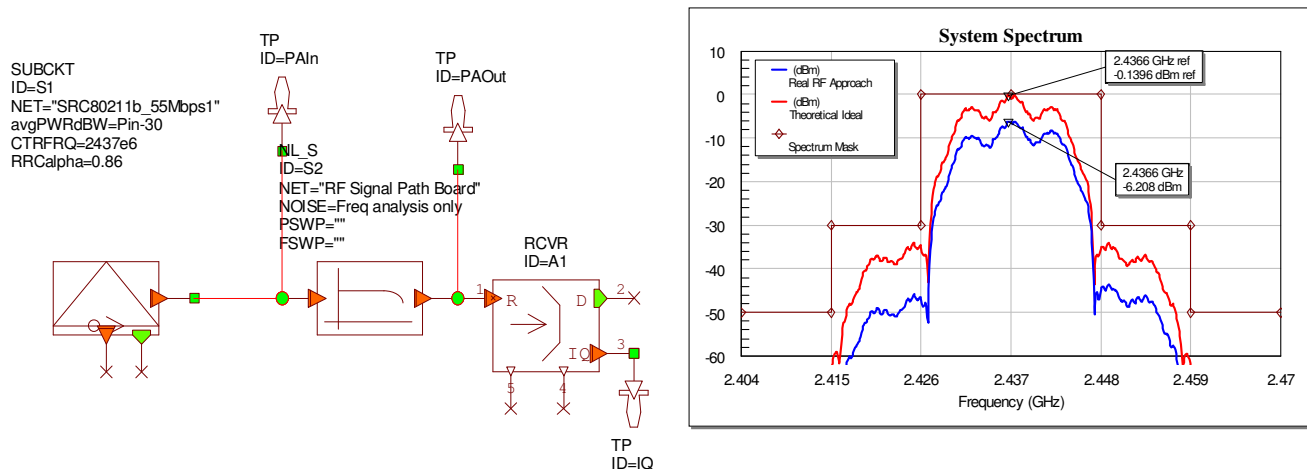 TP
ID=PAIn
SUBCKT
ID=S1
NET="SRC80211b_55Mbps1"
avgPWRdBW=Pin-30
CTRFRQ=2437e6
RRCalpha=0.86
TP
ID=PAOut
NL_S
ID=S2
NET="RF Signal Path Board"
NOISE=Freq analysis only
PSWP=""
FSWP=""
RCVR
ID=A1
1
R
D
2
IQ
3
5
4
TP
ID=IQ
System Spectrum
10
0
-10
-20
-30
-40
-50
-60
(dBm)
Real RF Approach
(dBm)
Theoretical Ideal
Spectrum Mask
2.4366 GHz ref
-0.1396 dBm ref
2.4366 GHz
-6.208 dBm
2.404 2.415 2.426 2.437 2.448 2.459 2.47
Frequency (GHz)